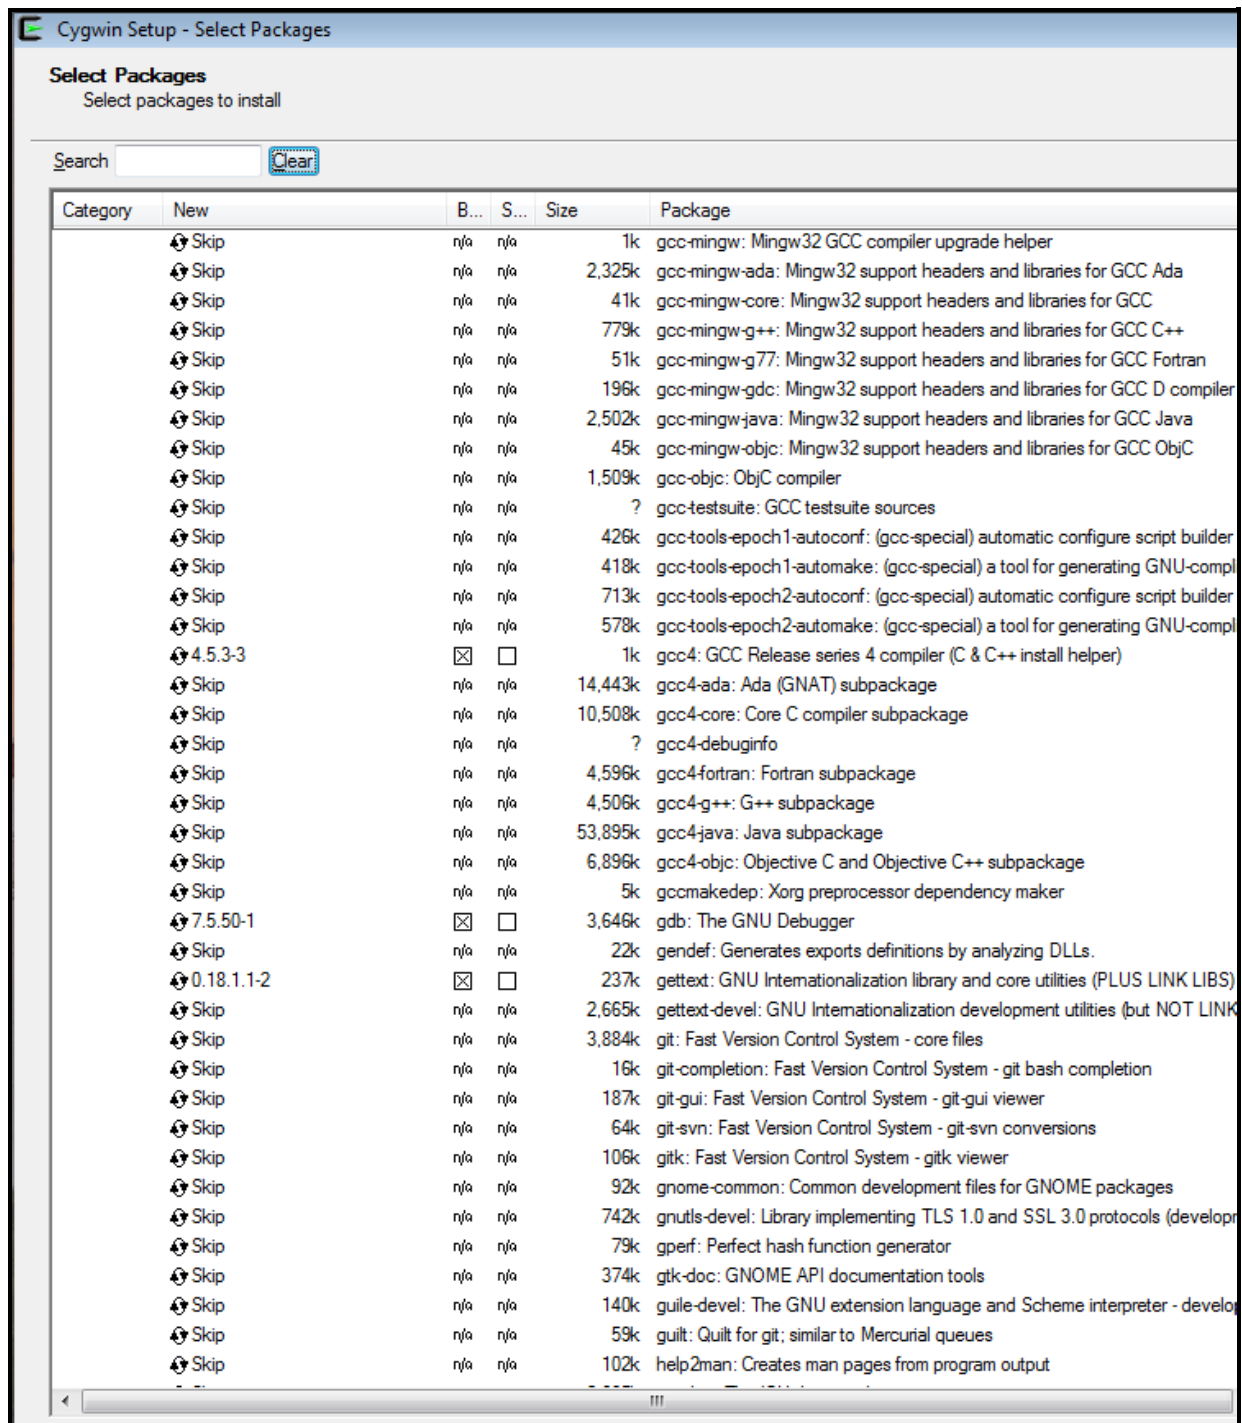 Cygwin Setup - Select Packages
Select Packages
Select packages to install
Search Clear
Category New B... S... Size Package
Skip n/a n/a 1k gcc-mingw: Mingw32 GCC compiler upgrade helper
Skip n/a n/a 2,325k gcc-mingw-ada: Mingw32 support headers and libraries for GCC Ada
Skip n/a n/a 41k gcc-mingw-core: Mingw32 support headers and libraries for GCC
Skip n/a n/a 779k gcc-mingw-g++: Mingw32 support headers and libraries for GCC C++
Skip n/a n/a 51k gcc-mingw-g77: Mingw32 support headers and libraries for GCC Fortran
Skip n/a n/a 196k gcc-mingw-gdc: Mingw32 support headers and libraries for GCC D compiler
Skip n/a n/a 2,502k gcc-mingw-java: Mingw32 support headers and libraries for GCC Java
Skip n/a n/a 45k gcc-mingw-objc: Mingw32 support headers and libraries for GCC ObjC
Skip n/a n/a 1,509k gcc-objc: ObjC compiler
Skip n/a n/a ? gcc-testsuite: GCC testsuite sources
Skip n/a n/a 426k gcc-tools-epoch1-autoconf: (gcc-special) automatic configure script builder
Skip n/a n/a 418k gcc-tools-epoch1-automake: (gcc-special) a tool for generating GNU-compli
Skip n/a n/a 713k gcc-tools-epoch2-autoconf: (gcc-special) automatic configure script builder
Skip n/a n/a 578k gcc-tools-epoch2-automake: (gcc-special) a tool for generating GNU-compli
4.5.3-3 1k gcc4: GCC Release series 4 compiler (C & C++ install helper)
Skip n/a n/a 14,443k gcc4-ada: Ada (GNAT) subpackage
Skip n/a n/a 10,508k gcc4-core: Core C compiler subpackage
Skip n/a n/a ? gcc4-debuginfo
Skip n/a n/a 4,596k gcc4-fortran: Fortran subpackage
Skip n/a n/a 4,506k gcc4-g++: G++ subpackage
Skip n/a n/a 53,895k gcc4-java: Java subpackage
Skip n/a n/a 6,896k gcc4-objc: Objective C and Objective C++ subpackage
Skip n/a n/a 5k gccmakedep: Xorg preprocessor dependency maker
7.5.50-1 3,646k gdb: The GNU Debugger
Skip n/a n/a 22k gendef: Generates exports definitions by analyzing DLLs.
0.18.1.1-2 237k gettext: GNU Internationalization library and core utilities (PLUS LINK LIBS)
Skip n/a n/a 2,665k gettext-devel: GNU Internationalization development utilities (but NOT LINK
Skip n/a n/a 3,884k git: Fast Version Control System - core files
Skip n/a n/a 16k git-completion: Fast Version Control System - git bash completion
Skip n/a n/a 187k git-gui: Fast Version Control System - git-gui viewer
Skip n/a n/a 64k git-svn: Fast Version Control System - git-svn conversions
Skip n/a n/a 106k gitk: Fast Version Control System - gitk viewer
Skip n/a n/a 92k gnome-common: Common development files for GNOME packages
Skip n/a n/a 742k gnutls-devel: Library implementing TLS 1.0 and SSL 3.0 protocols (developm
Skip n/a n/a 79k gperf: Perfect hash function generator
Skip n/a n/a 374k gtk-doc: GNOME API documentation tools
Skip n/a n/a 140k guile-devel: The GNU extension language and Scheme interpreter - develop
Skip n/a n/a 59k guilt: Quilt for git; similar to Mercurial queues
Skip n/a n/a 102k help2man: Creates man pages from program output